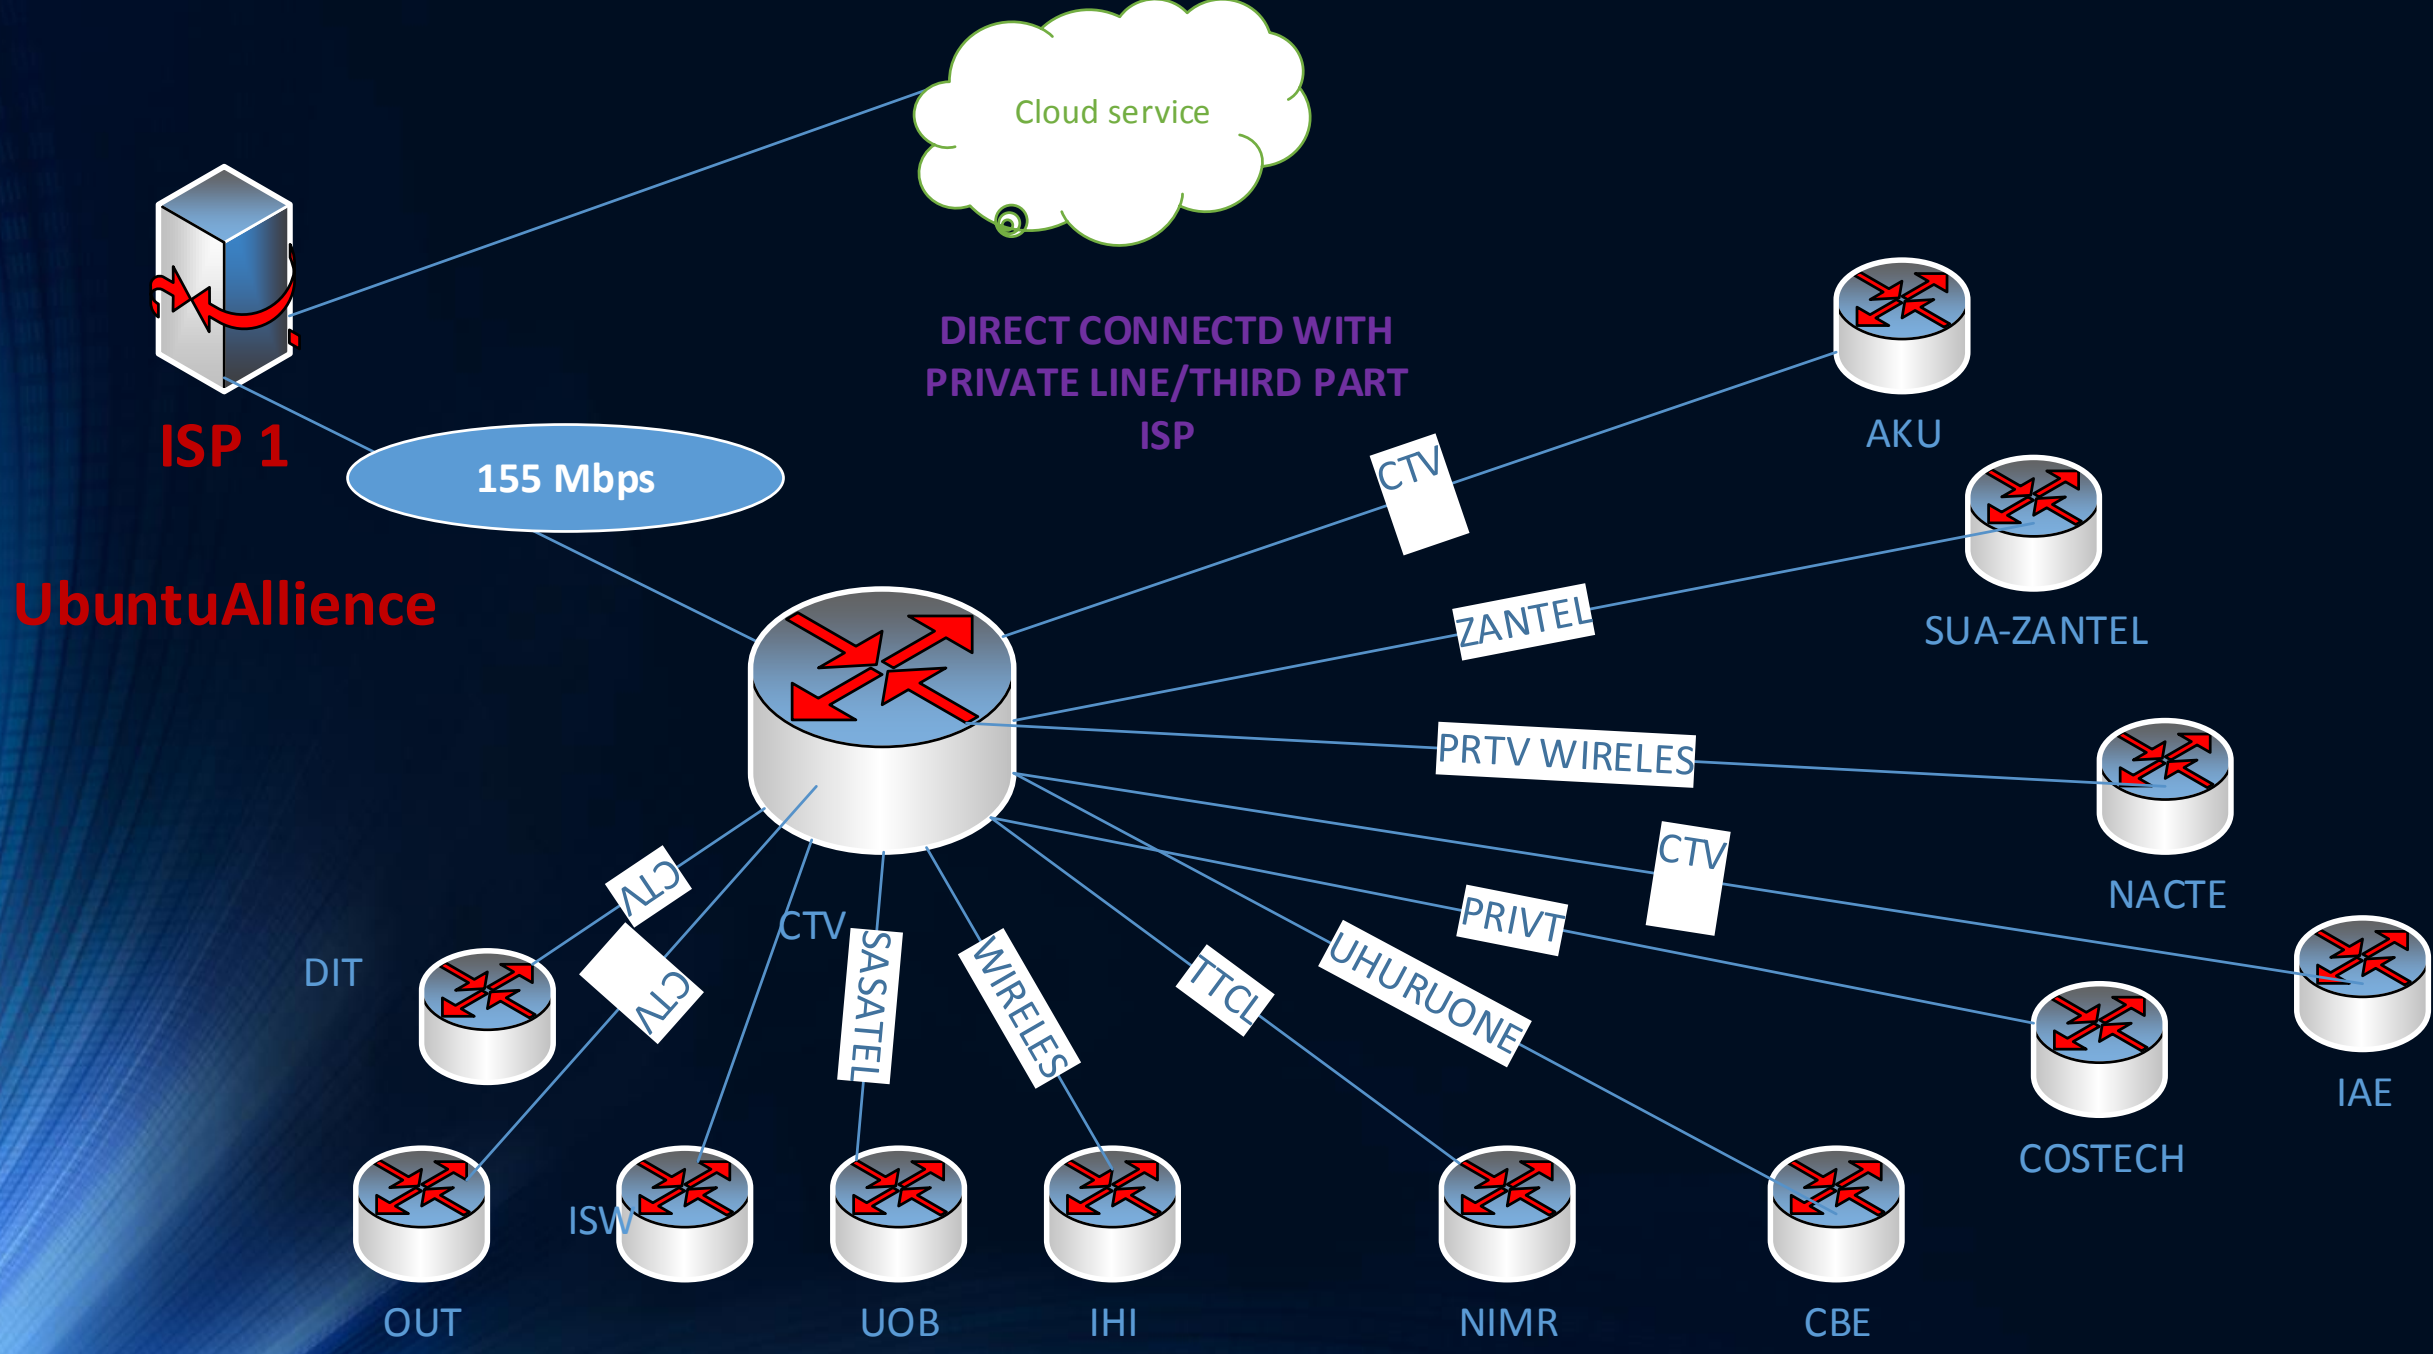 Cloud service
DIRECT CONNECTD WITH
PRIVATE LINE/THIRD PART
ISP
ISP 1
155 Mbps
UbuntuAllience
AKU
CTV
SUA-ZANTEL
ZANTEL
PRTV WIRELES
NACTE
CTV
IAE
PRIVT
COSTECH
UHURUONE
TTCL
WIRELES
SASATEL
CTV
CTV
CTV
DIT
ISW
OUT
UOB
IHI
NIMR
CBE